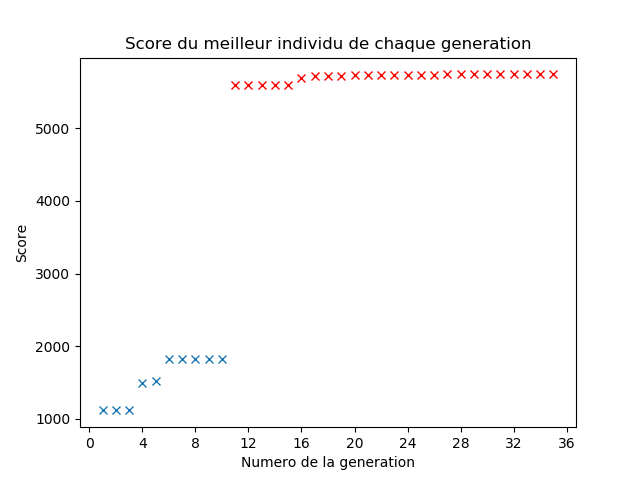 Score du meilleur individu de chaque generation
5000
4000
3000
2000
1000
Score
0 4 8 12 16 20 24 28 32 36
Numero de la generation